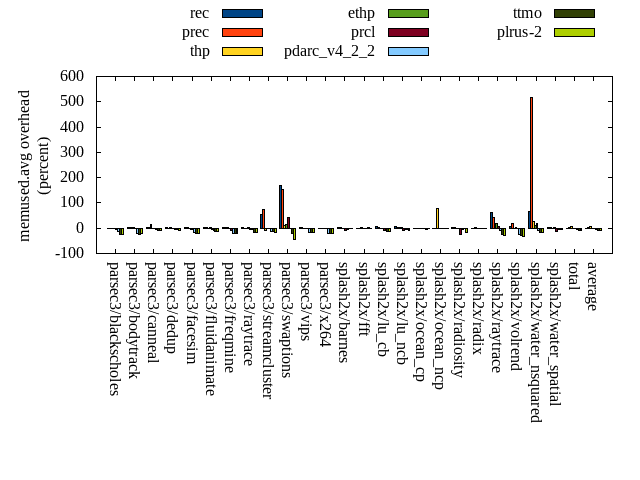 rec
prec
thp
ethp
prcl
pdarc_v4_2_2
ttmo
plrus-2
memused.avg overhead
(percent)
600
500
400
300
200
100
0
-100
parsec3/blackscholes
parsec3/bodytrack
parsec3/canneal
parsec3/dedup
parsec3/facesim
parsec3/fluidanimate
parsec3/freqmine
parsec3/raytrace
parsec3/streamcluster
parsec3/swaptions
parsec3/vips
parsec3/x264
splash2x/barnes
splash2x/fft
splash2x/lu_cb
splash2x/lu_ncb
splash2x/ocean_cp
splash2x/ocean_ncp
splash2x/radiosity
splash2x/radix
splash2x/raytrace
splash2x/volrend
splash2x/water_nsquared
splash2x/water_spatial
total
average